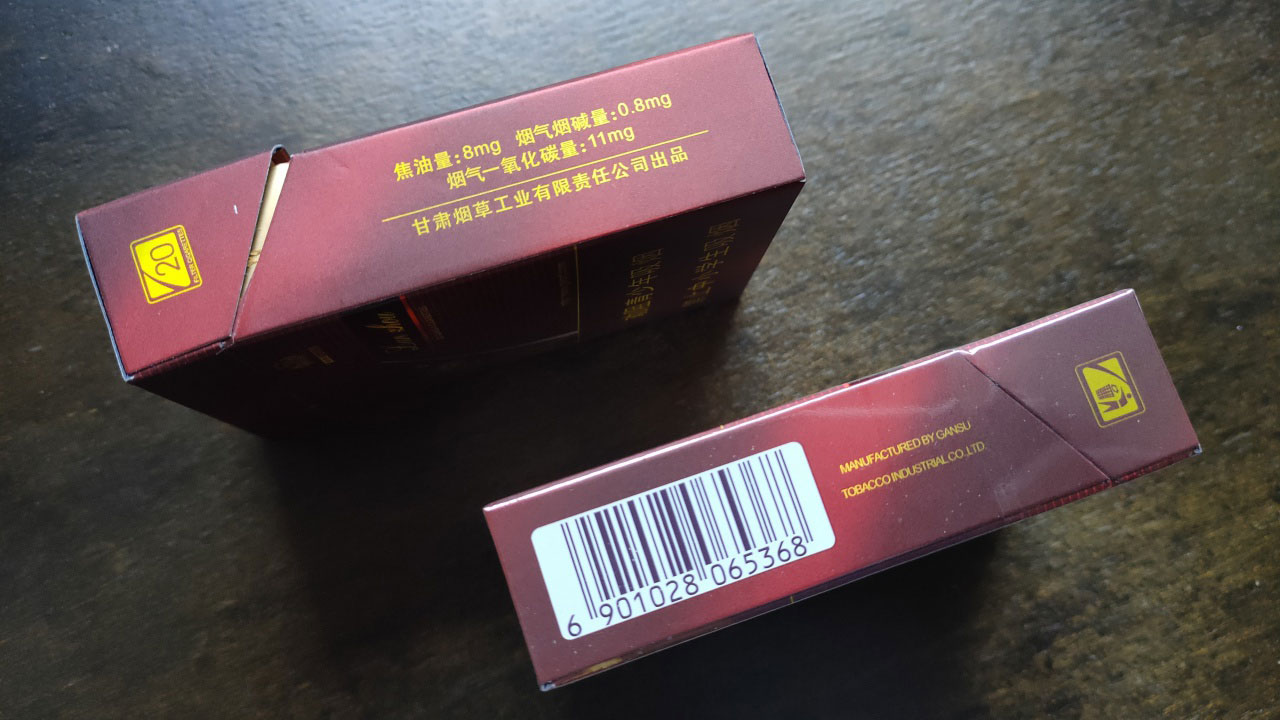 焦油量:8mg 烟气烟碱量:0.8mg
烟气一氧化碳量:11mg
甘肃烟草工业有限责任公司出品
20
MANUFACTURED BY GANSU
TOBACCO INDUSTRIAL CO.,LTD
6 901028 065368